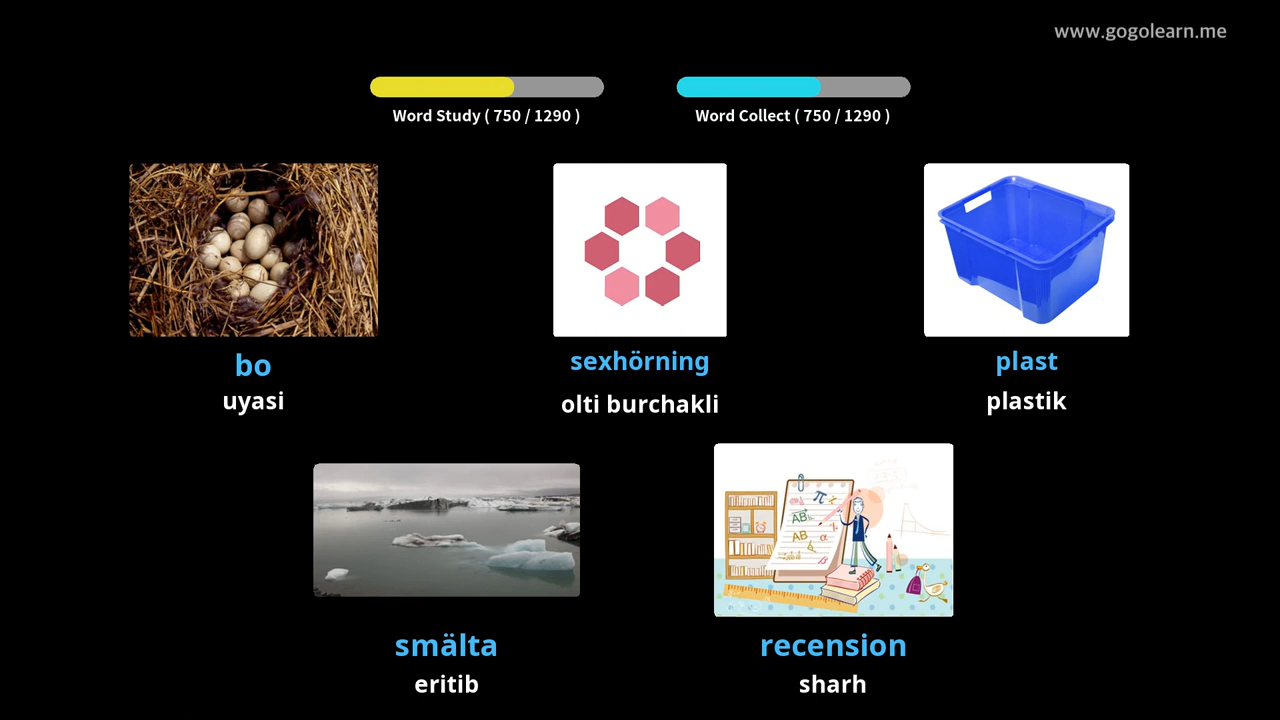 www.gogolearn.me
Word Study ( 750 / 1290 )
Word Collect ( 750 / 1290 )
bo
uyasi
sexhörning
olti burchakli
plast
plastik
smälta
eritib
recension
sharh